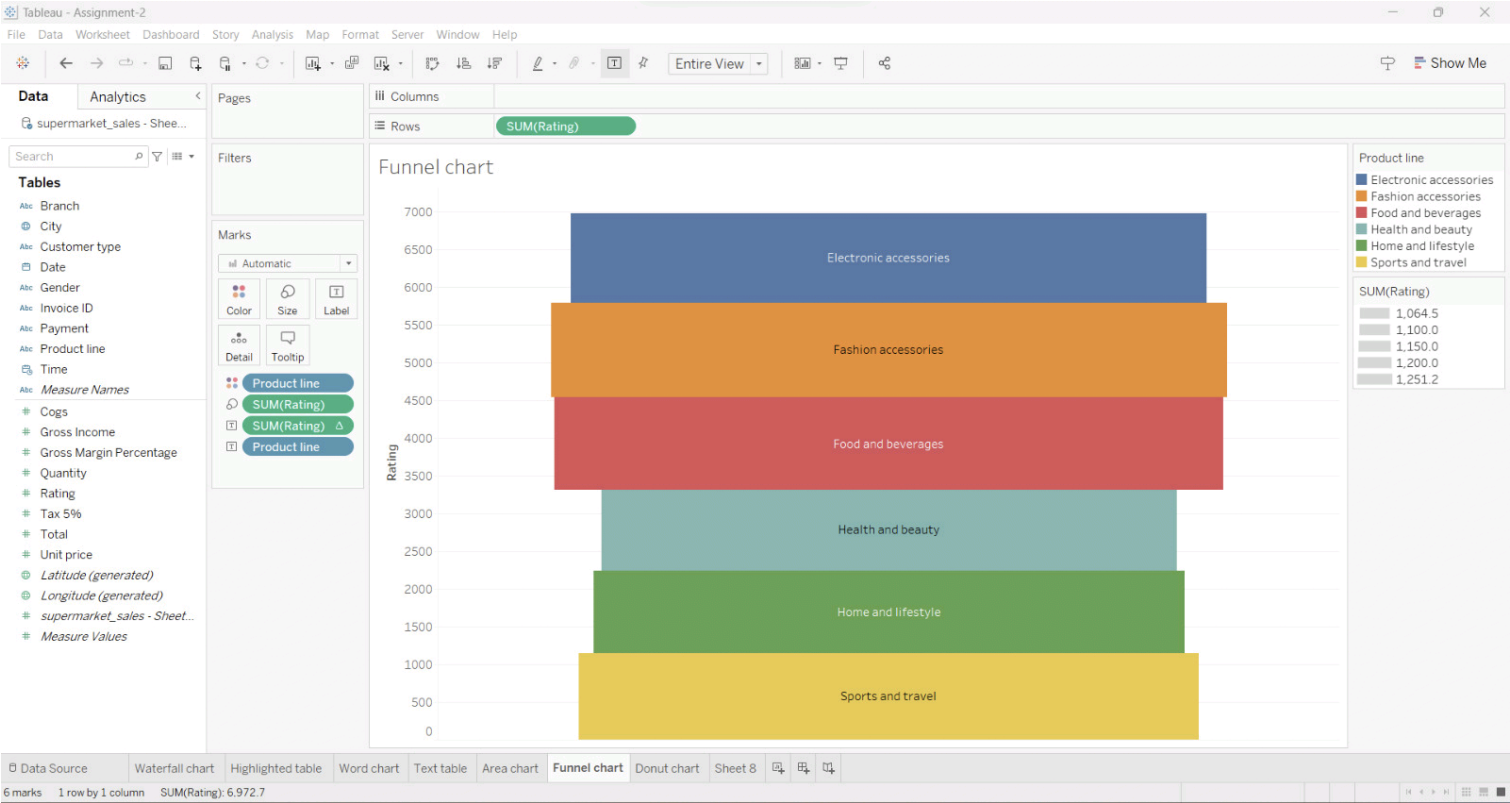 Tableau - Assignment-2
File Data Worksheet Dashboard Story Analysis Map Format Server Window Help
Entire View
Show Me
Data Analytics
supermarket_sales - Shee...
Search
Tables
Abc Branch
City
Abc Customer type
Date
Abc Gender
Abc Invoice ID
Abc Payment
Abc Product line
Time
Abc Measure Names
# Cogs
# Gross Income
# Gross Margin Percentage
# Quantity
# Rating
# Tax 5%
# Total
# Unit price
Latitude (generated)
Longitude (generated)
# supermarket_sales - Sheet...
# Measure Values
Pages
Filters
Marks
Automatic
Color Size Label
Detail Tooltip
Product line
SUM(Rating)
SUM(Rating) Δ
Product line
Columns
Rows SUM(Rating)
Funnel chart
7000
6500
6000
5500
5000
4500
4000
3500
3000
2500
2000
1500
1000
500
0
Rating
Electronic accessories
Fashion accessories
Food and beverages
Health and beauty
Home and lifestyle
Sports and travel
Product line
Electronic accessories
Fashion accessories
Food and beverages
Health and beauty
Home and lifestyle
Sports and travel
SUM(Rating)
1,064.5
1,100.0
1,150.0
1,200.0
1,251.2
Data Source Waterfall chart Highlighted table Word chart Text table Area chart Funnel chart Donut chart Sheet 8
6 marks 1 row by 1 column SUM(Rating): 6,972.7